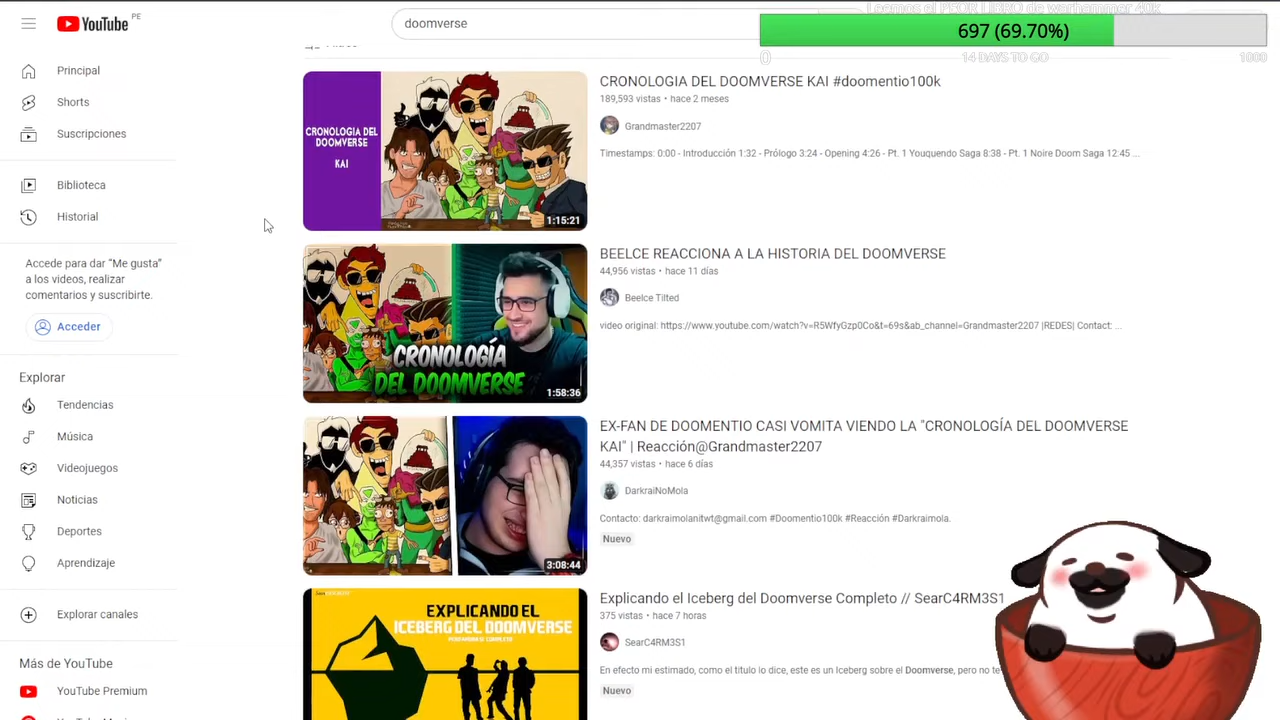 YouTube PE
doomverse
Leemos el PEOR LIBRO de warhammer 40k
697 (69.70%)
0
14 DAYS TO GO
1000
Principal
Shorts
Suscripciones
Biblioteca
Historial
Accede para dar “Me gusta”
a los videos, realizar
comentarios y suscribirte.
Acceder
Explorar
Tendencias
Música
Videojuegos
Noticias
Deportes
Aprendizaje
Explorar canales
Más de YouTube
YouTube Premium
CRONOLOGIA DEL
DOOMVERSE
KAI
1:15:21
CRONOLOGIA DEL DOOMVERSE KAI #doomentio100k
189,593 vistas • hace 2 meses
Grandmaster2207
Timestamps: 0:00 - Introducción 1:32 - Prólogo 3:24 - Opening 4:26 - Pt. 1 Youquendo Saga 8:38 - Pt. 1 Noire Doom Saga 12:45 ...
CRONOLOGÍA
DEL DOOMVERSE
1:58:36
BEELCE REACCIONA A LA HISTORIA DEL DOOMVERSE
44,956 vistas • hace 11 días
Beelce Tilted
video original: https://www.youtube.com/watch?v=R5WfyGzp0Co&t=69s&ab_channel=Grandmaster2207 |REDES| Contact: ...
3:08:44
EX-FAN DE DOOMENTIO CASI VOMITA VIENDO LA "CRONOLOGÍA DEL DOOMVERSE
KAI" | Reacción@Grandmaster2207
44,357 vistas • hace 6 días
DarkraiNoMola
Contacto: darkraimolanitwt@gmail.com #Doomentio100k #Reacción #Darkraimola.
Nuevo
EXPLICANDO EL
ICEBERG DEL DOOMVERSE
Explicando el Iceberg del Doomverse Completo // SearC4RM3S1
375 vistas • hace 7 horas
SearC4RM3S1
En efecto mi estimado, como el título lo dice, este es un Iceberg sobre el Doomverse, pero no te
Nuevo